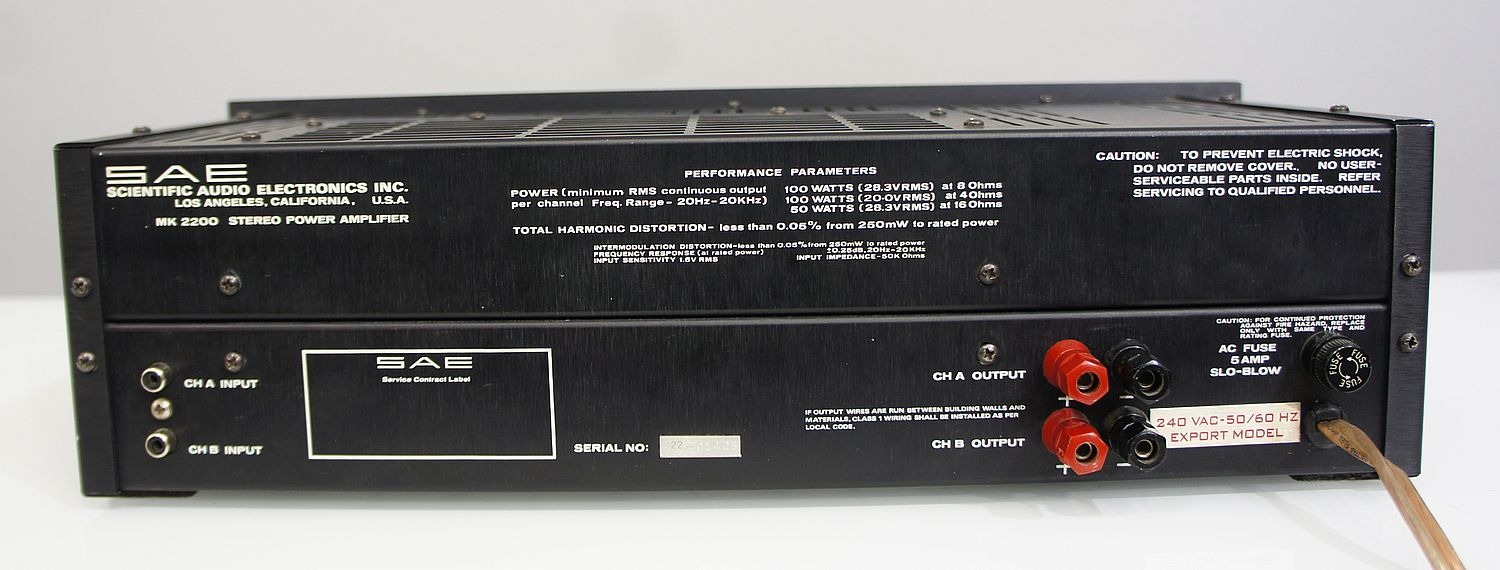 SAE
SCIENTIFIC AUDIO ELECTRONICS INC.
LOS ANGELES, CALIFORNIA, U.S.A.
MK 2200 STEREO POWER AMPLIFIER
PERFORMANCE PARAMETERS
POWER (minimum RMS continuous output 100 WATTS (28.3VRMS) at 8 Ohms
per channel Freq. Range - 20Hz - 20KHz) 100 WATTS (20.0VRMS) at 4 Ohms
50 WATTS (28.3VRMS) at 16 Ohms
TOTAL HARMONIC DISTORTION - less than 0.05% from 250mW to rated power
INTERMODULATION DISTORTION - less than 0.05% from 250mW to rated power
FREQUENCY RESPONSE (at rated power) ±0.25dB, 20Hz - 20KHz
INPUT SENSITIVITY 1.5V RMS INPUT IMPEDANCE - 50K Ohms
CAUTION: TO PREVENT ELECTRIC SHOCK,
DO NOT REMOVE COVER. NO USER-
SERVICEABLE PARTS INSIDE. REFER
SERVICING TO QUALIFIED PERSONNEL.
CH A INPUT
CH B INPUT
SAE
Service Contract Label
SERIAL NO:
IF OUTPUT WIRES ARE RUN BETWEEN BUILDING WALLS AND
MATERIALS, CLASS 1 WIRING SHALL BE INSTALLED AS PER
LOCAL CODE.
CH A OUTPUT
+ −
CH B OUTPUT
+ −
CAUTION: FOR CONTINUED PROTECTION
AGAINST FIRE HAZARD, REPLACE
ONLY WITH SAME TYPE AND
RATING FUSE.
AC FUSE
5 AMP
SLO-BLOW
FUSE FUSE FUSE
240 VAC-50/60 HZ
EXPORT MODEL